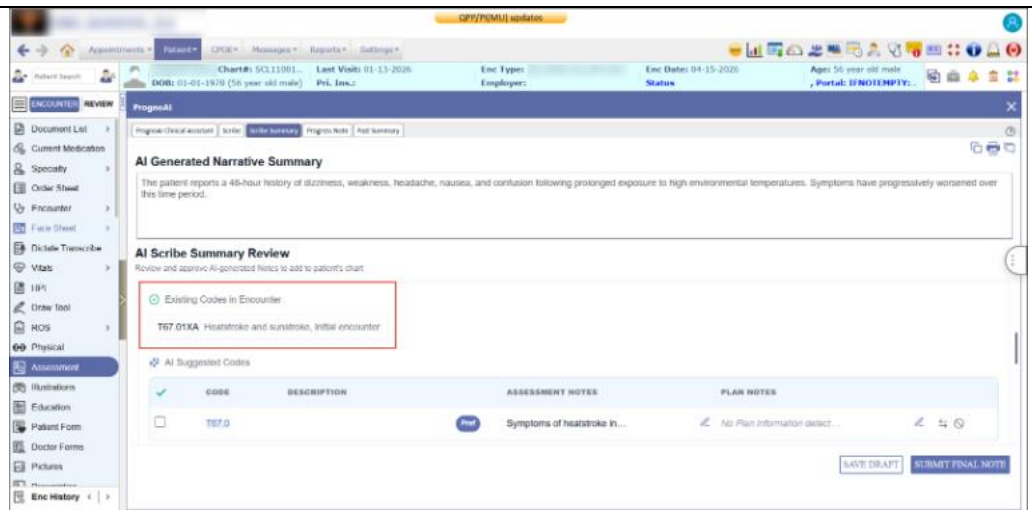 QPP/PI(MU) updates
Appointments Patient CPOE Messages Reports Settings
Patient Search
Chart#: SCL11001... Last Visit: 01-13-2026 Enc Type: Enc Date: 04-15-2026 Age: 56 year old male
DOB: 01-01-1970 (56 year old male) Pri. Ins.: Employer: Status , Portal: IFNOTEMPTY:..
ENCOUNTER REVIEW
PrognoAI
Document List
Current Medication
Specialty
Order Sheet
Encounter
Face Sheet
Dictate Transcribe
Vitals
HPI
Draw Tool
ROS
Physical
Assessment
Illustrations
Education
Patient Form
Doctor Forms
Pictures
Enc History
Scribe Scribe Summary Progress Note Past Summary
AI Generated Narrative Summary
The patient reports a 48-hour history of dizziness, weakness, headache, nausea, and confusion following prolonged exposure to high environmental temperatures. Symptoms have progressively worsened over
this time period.
AI Scribe Summary Review
Review and approve AI-generated Notes to add to patient's chart
Existing Codes in Encounter
T67.01XA Heatstroke and sunstroke, initial encounter
AI Suggested Codes
CODE DESCRIPTION ASSESSMENT NOTES PLAN NOTES
T67.0 Pref Symptoms of heatstroke in... No Plan information detect...
SAVE DRAFT SUBMIT FINAL NOTE